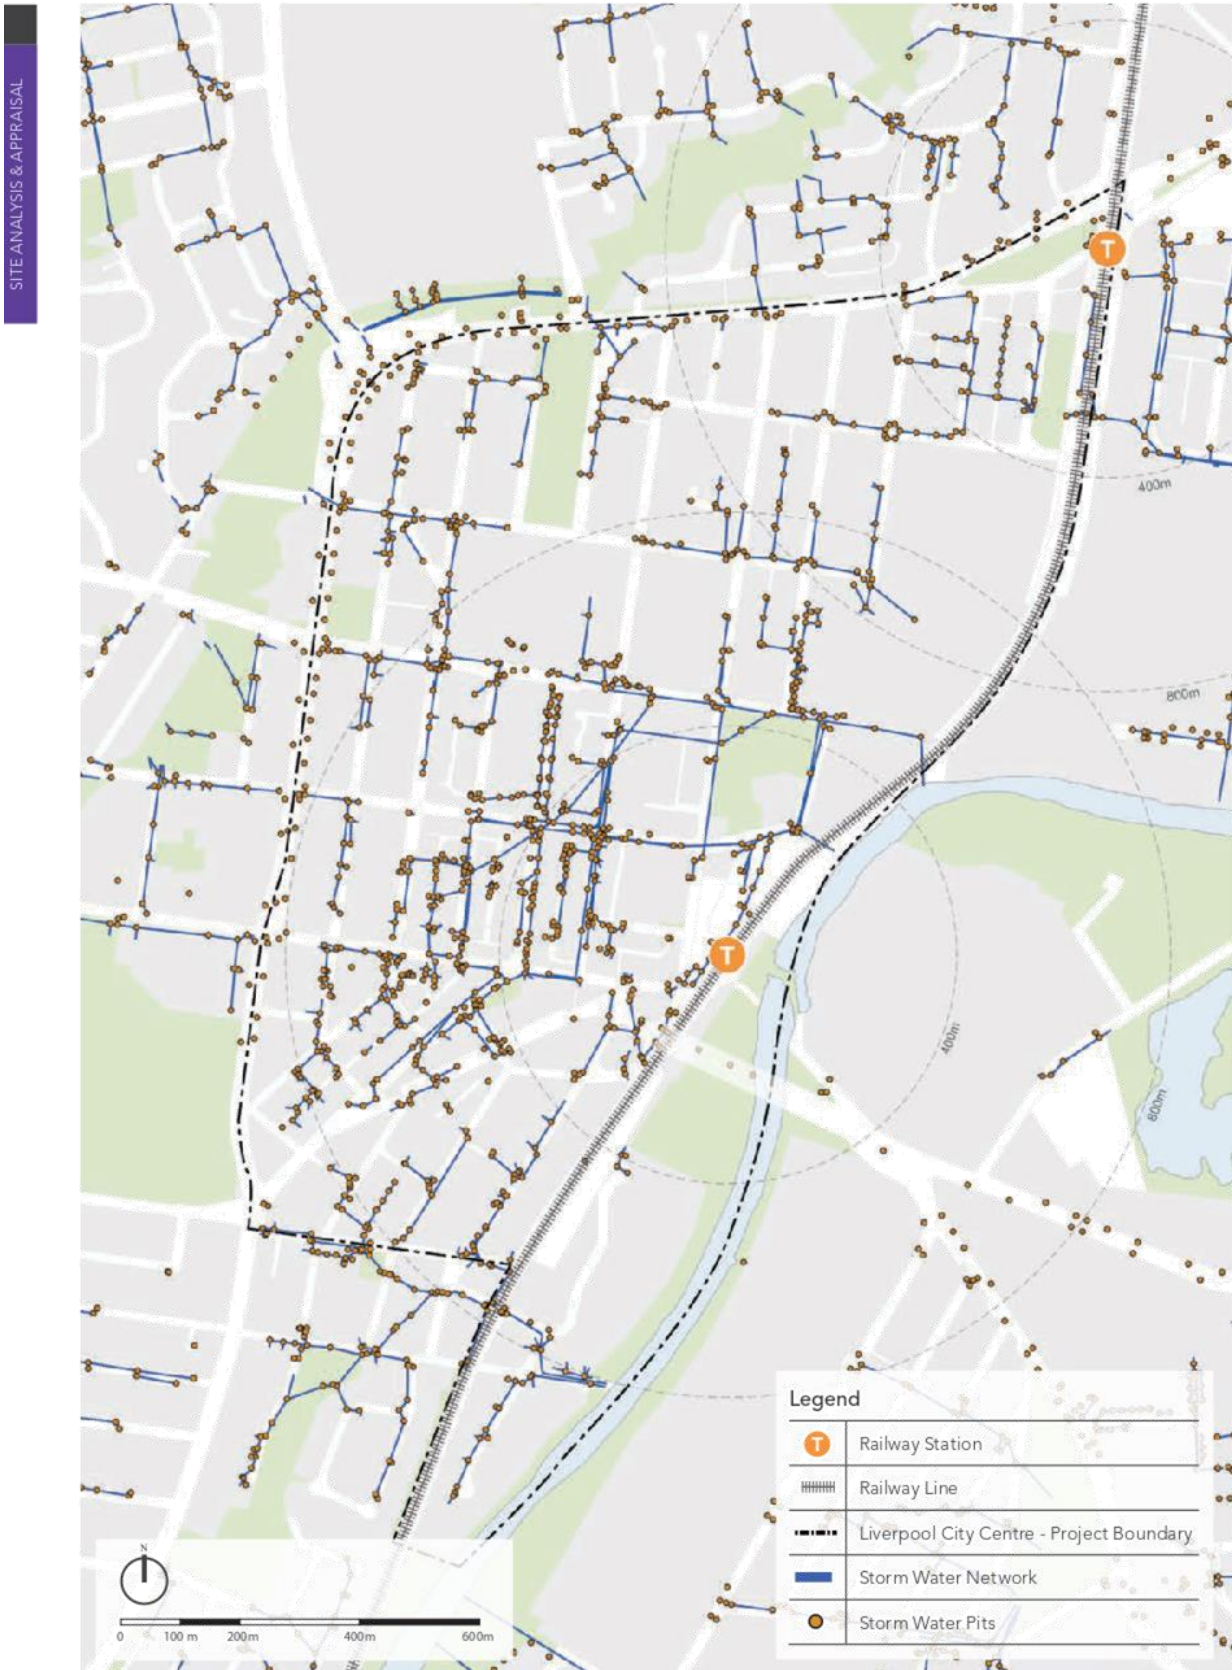 SITE ANALYSIS & APPRAISAL
T
400m
800m
T
400m
800m
Legend
T Railway Station
Railway Line
Liverpool City Centre - Project Boundary
Storm Water Network
Storm Water Pits
N
0 100 m 200m 400m 600m